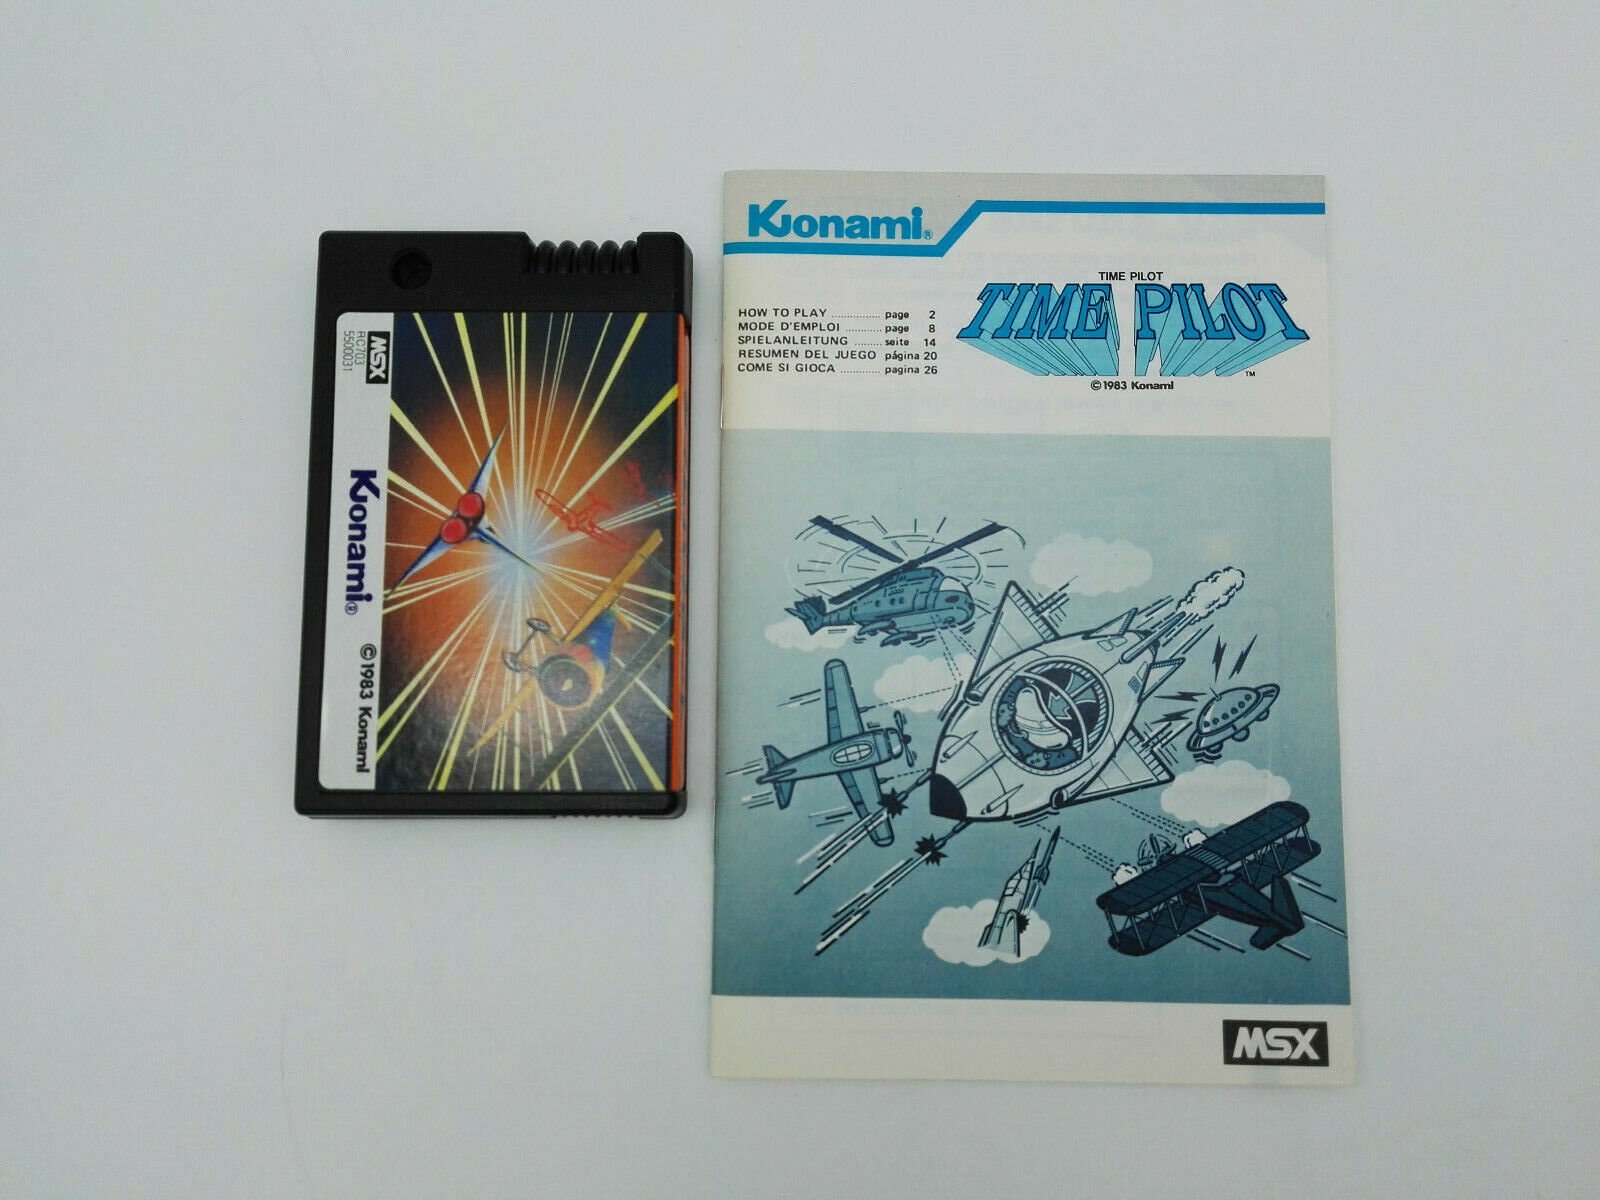 MSX
RC703
5500031
Konami®
©1983 Konami
Konami®
TIME PILOT
TIME PILOT
™
©1983 Konami
HOW TO PLAY ............... page 2
MODE D'EMPLOI ........... page 8
SPIELANLEITUNG ......... seite 14
RESUMEN DEL JUEGO página 20
COME SI GIOCA ............ pagina 26
MSX